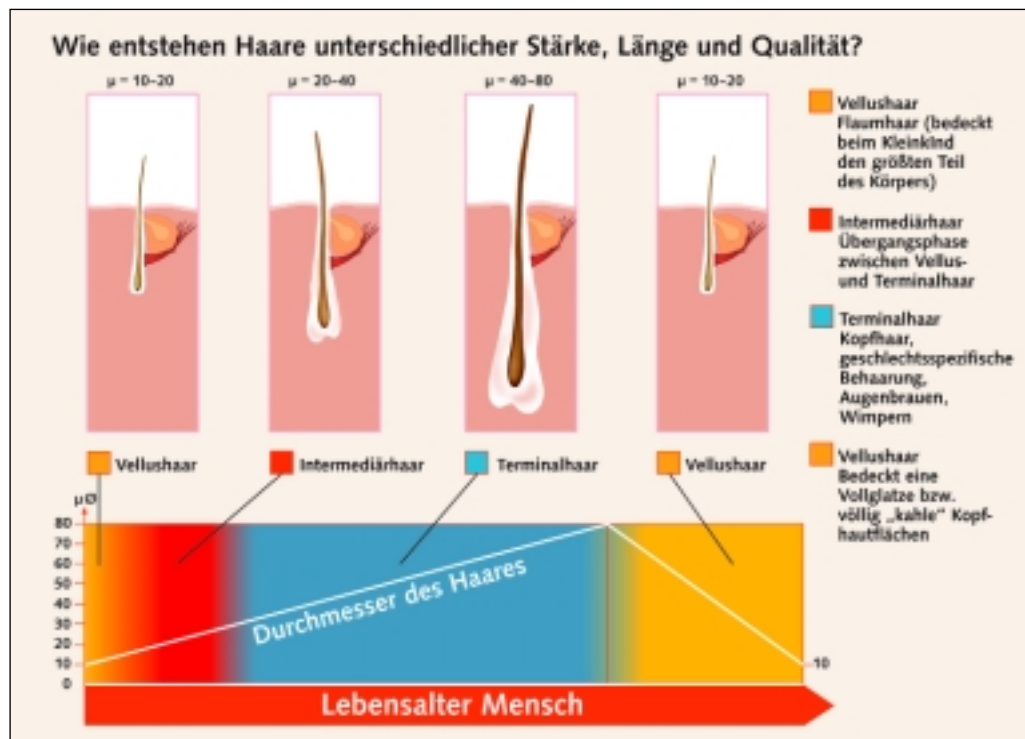 Wie entstehen Haare unterschiedlicher Stärke, Länge und Qualität?
µ = 10–20
µ = 20–40
µ = 40–80
µ = 10–20
Vellushaar
Flaumhaar (bedeckt
beim Kleinkind
den größten Teil
des Körpers)
Intermediärhaar
Übergangsphase
zwischen Vellus-
und Terminalhaar
Terminalhaar
Kopfhaar,
geschlechtsspezifische
Behaarung,
Augenbrauen,
Wimpern
Vellushaar
Bedeckt eine
Vollglatze bzw.
völlig „kahle“ Kopf-
hautflächen
Vellushaar
Intermediärhaar
Terminalhaar
Vellushaar
µ Ø
80
70
60
50
40
30
20
10
0
Durchmesser des Haares
10
Lebensalter Mensch